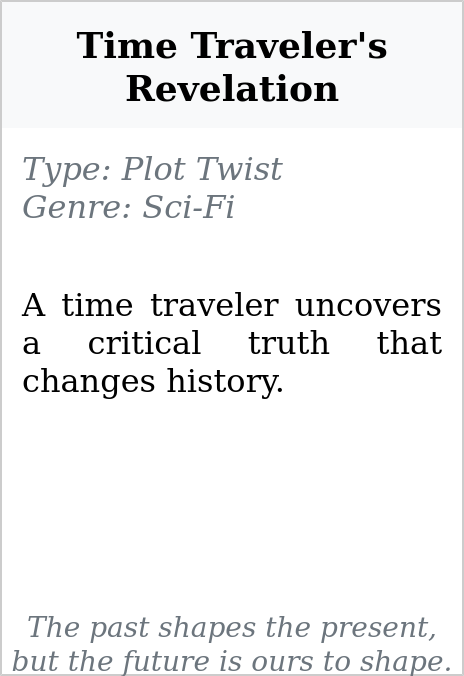 Time Traveler's
Revelation
Type: Plot Twist
Genre: Sci-Fi
A time traveler uncovers
a critical truth that
changes history.
The past shapes the present,
but the future is ours to shape.